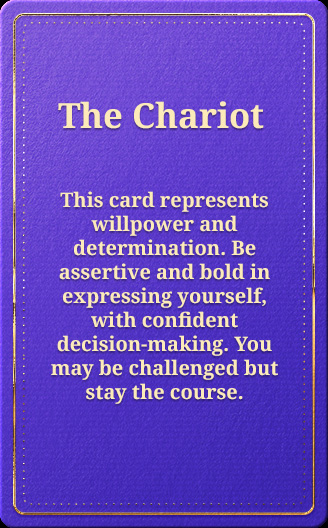 The Chariot
This card represents
willpower and
determination. Be
assertive and bold in
expressing yourself,
with confident
decision-making. You
may be challenged but
stay the course.